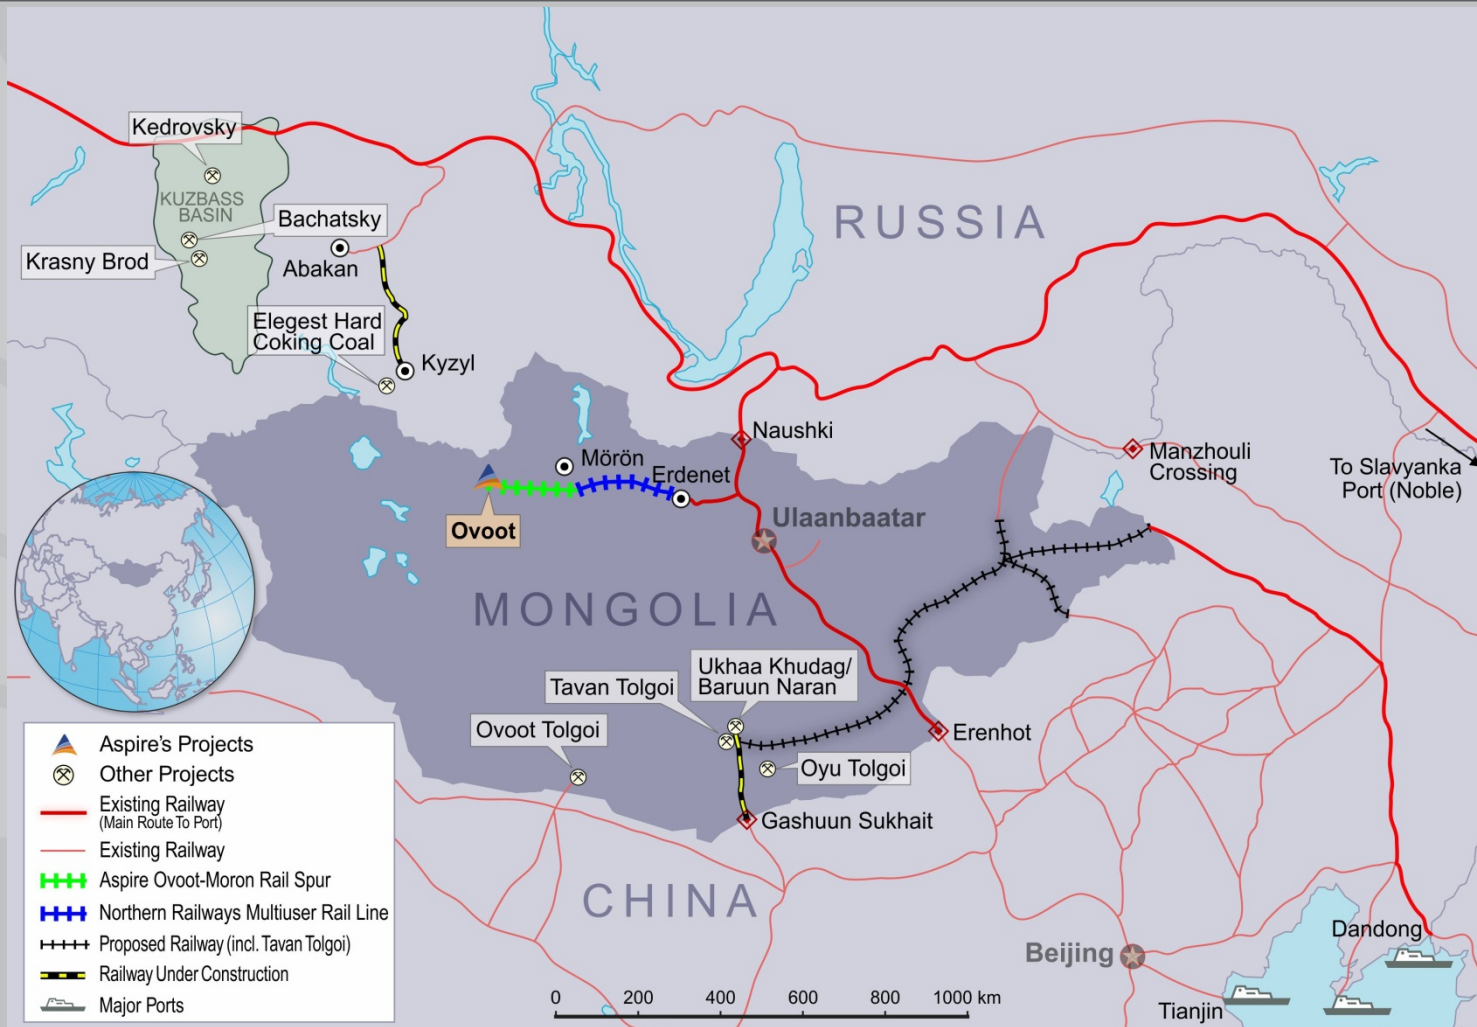 Kedrovsky
KUZBASS
BASIN
Bachatsky
Krasny Brod
Abakan
Elegest Hard
Coking Coal
Kyzyl
RUSSIA
Naushki
Mörön
Erdenet
Ovoot
Ulaanbaatar
Manzhouli
Crossing
To Slavyanka
Port (Noble)
MONGOLIA
Ukhaa Khudag/
Baruun Naran
Tavan Tolgoi
Ovoot Tolgoi
Oyu Tolgoi
Erenhot
Gashuun Sukhait
CHINA
Beijing
Dandong
Tianjin
Aspire's Projects
Other Projects
Existing Railway
(Main Route To Port)
Existing Railway
Aspire Ovoot-Moron Rail Spur
Northern Railways Multiuser Rail Line
Proposed Railway (incl. Tavan Tolgoi)
Railway Under Construction
Major Ports
0 200 400 600 800 1000 km